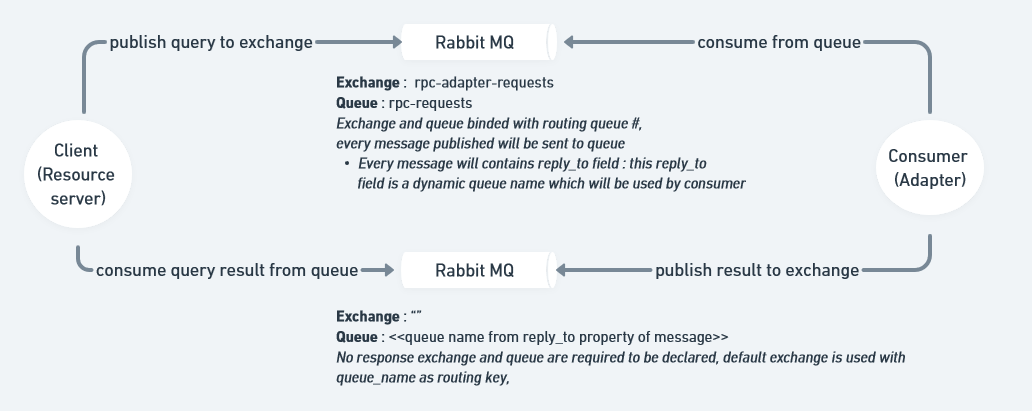 publish query to exchange
Rabbit MQ
consume from queue
Exchange : rpc-adapter-requests
Queue : rpc-requests
Exchange and queue binded with routing queue #,
every message published will be sent to queue
• Every message will contains reply_to field : this reply_to
field is a dynamic queue name which will be used by consumer
Client
(Resource
server)
Consumer
(Adapter)
consume query result from queue
Rabbit MQ
publish result to exchange
Exchange : “”
Queue : <<queue name from reply_to property of message>>
No response exchange and queue are required to be declared, default exchange is used with
queue_name as routing key,